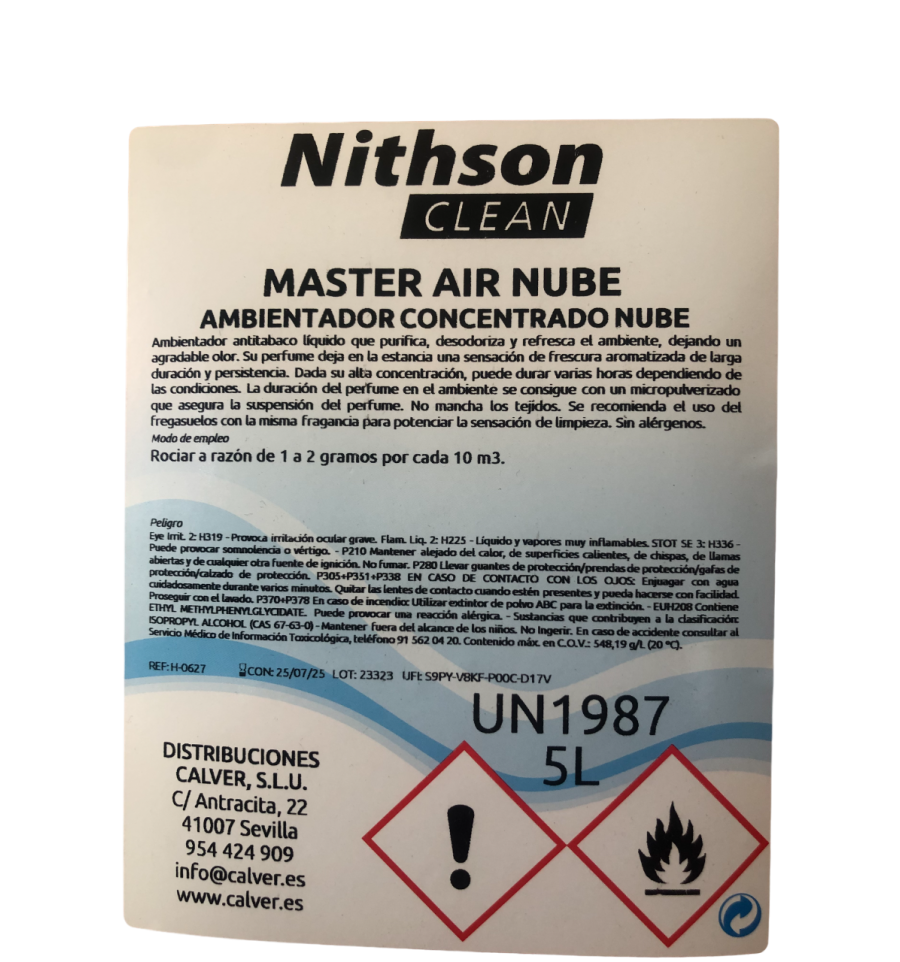 Nithson
CLEAN
MASTER AIR NUBE
AMBIENTADOR CONCENTRADO NUBE
Ambientador antitabaco líquido que purifica, desodoriza y refresca el ambiente, dejando un
agradable olor. Su perfume deja en la estancia una sensación de frescura aromatizada de larga
duración y persistencia. Dada su alta concentración, puede durar varias horas dependiendo de
las condiciones. La duración del perfume en el ambiente se consigue con un micropulverizado
que asegura la suspensión del perfume. No mancha los tejidos. Se recomienda el uso del
fregasuelos con la misma fragancia para potenciar la sensación de limpieza. Sin alérgenos.
Modo de empleo
Rociar a razón de 1 a 2 gramos por cada 10 m3.
Peligro
Eye Irrit. 2: H319 - Provoca irritación ocular grave. Flam. Liq. 2: H225 - Líquido y vapores muy inflamables. STOT SE 3: H336 -
Puede provocar somnolencia o vértigo. - P210 Mantener alejado del calor, de superficies calientes, de chispas, de llamas
abiertas y de cualquier otra fuente de ignición. No fumar. P280 Llevar guantes de protección/prendas de protección/gafas de
protección/calzado de protección. P305+P351+P338 EN CASO DE CONTACTO CON LOS OJOS: Enjuagar con agua
cuidadosamente durante varios minutos. Quitar las lentes de contacto cuando estén presentes y pueda hacerse con facilidad.
Proseguir con el lavado. P370+P378 En caso de incendio: Utilizar extintor de polvo ABC para la extinción. - EUH208 Contiene
ETHYL METHYLPHENYLGLYCIDATE. Puede provocar una reacción alérgica. - Sustancias que contribuyen a la clasificación:
ISOPROPYL ALCOHOL (CAS 67-63-0) - Mantener fuera del alcance de los niños. No Ingerir. En caso de accidente consultar al
Servicio Médico de Información Toxicológica, teléfono 91 562 04 20. Contenido máx. en C.O.V.: 548,19 g/L (20 °C).
REF: H-0627 CON: 25/07/25 LOT: 23323 UFI: S9PY-V8KF-P00C-D17V
UN1987
5L
DISTRIBUCIONES
CALVER, S.L.U.
C/ Antracita, 22
41007 Sevilla
954 424 909
info@calver.es
www.calver.es